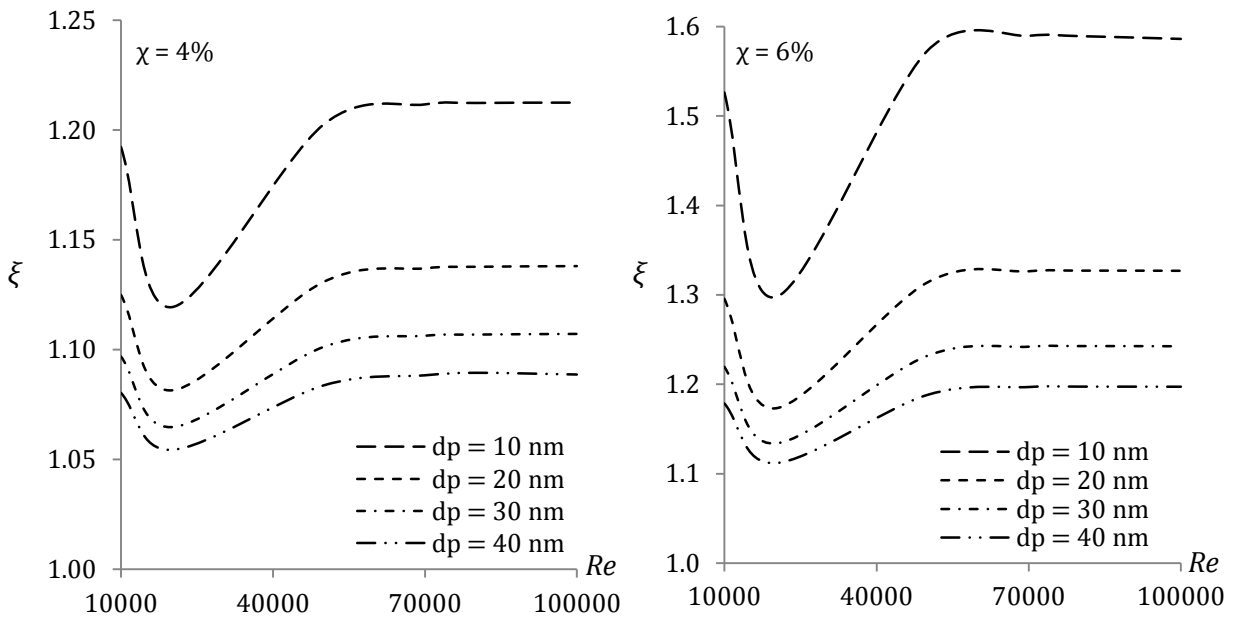 χ = 4%
1.25
1.20
1.15
1.10
1.05
1.00
ξ
dp = 10 nm
dp = 20 nm
dp = 30 nm
dp = 40 nm
Re
10000 40000 70000 100000
χ = 6%
1.6
1.5
1.4
1.3
1.2
1.1
1.0
ξ
dp = 10 nm
dp = 20 nm
dp = 30 nm
dp = 40 nm
Re
10000 40000 70000 100000